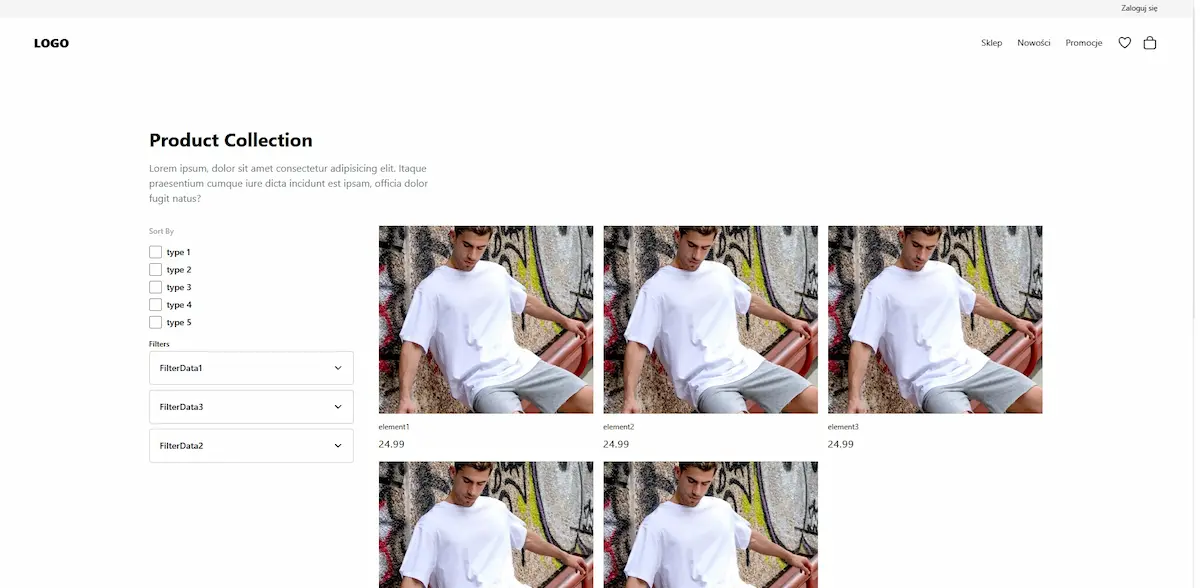 Zaloguj się
LOGO
Sklep
Nowości
Promocje
Product Collection
Lorem ipsum, dolor sit amet consectetur adipisicing elit. Itaque
praesentium cumque iure dicta incidunt est ipsam, officia dolor
fugit natus?
Sort By
type 1
type 2
type 3
type 4
type 5
Filters
FilterData1
FilterData3
FilterData2
element1
24.99
element2
24.99
element3
24.99